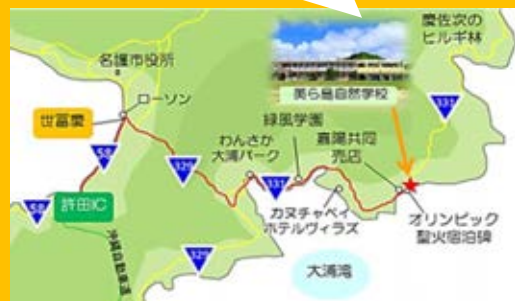 慶佐次の
ヒルギ林
名護市役所
331
美ら島自然学校
ローソン
世冨慶
緑風学園
わんさか
大浦パーク
嘉陽共同
売店
58
329
331
許田IC
カヌチャベイ
ホテルヴィラズ
オリンピック
聖火宿泊碑
58
沖縄自動車道
329
大浦湾